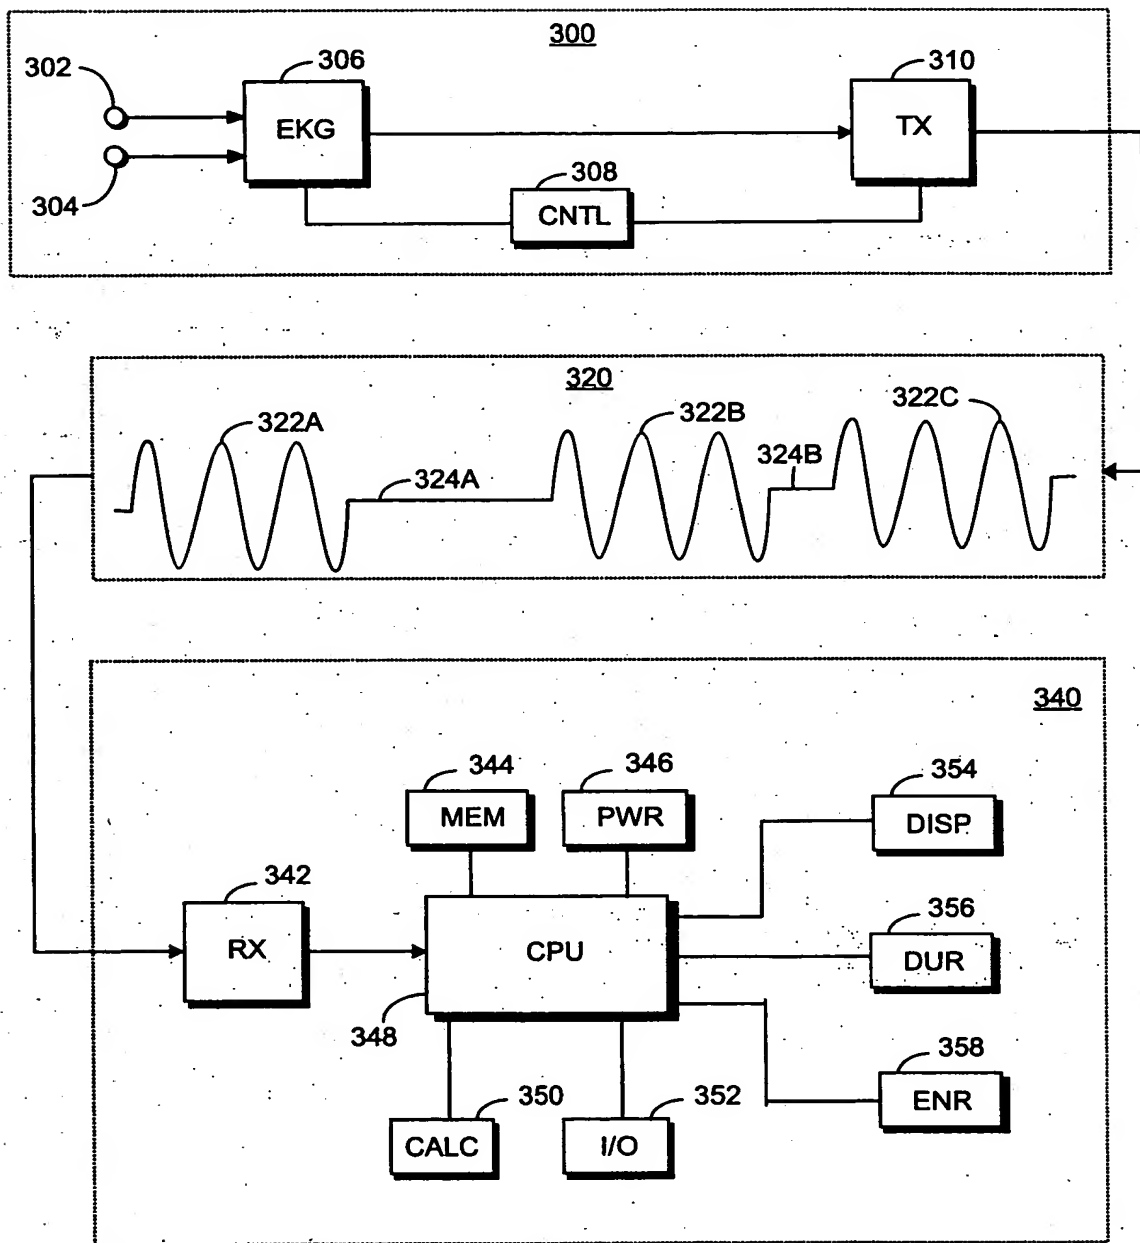 300
302
306
310
EKG
TX
304
308
CNTL
320
322A
322B
322C
324A
324B
340
344
346
354
MEM
PWR
DISP
342
356
RX
CPU
DUR
348
358
350
352
ENR
CALC
I/O